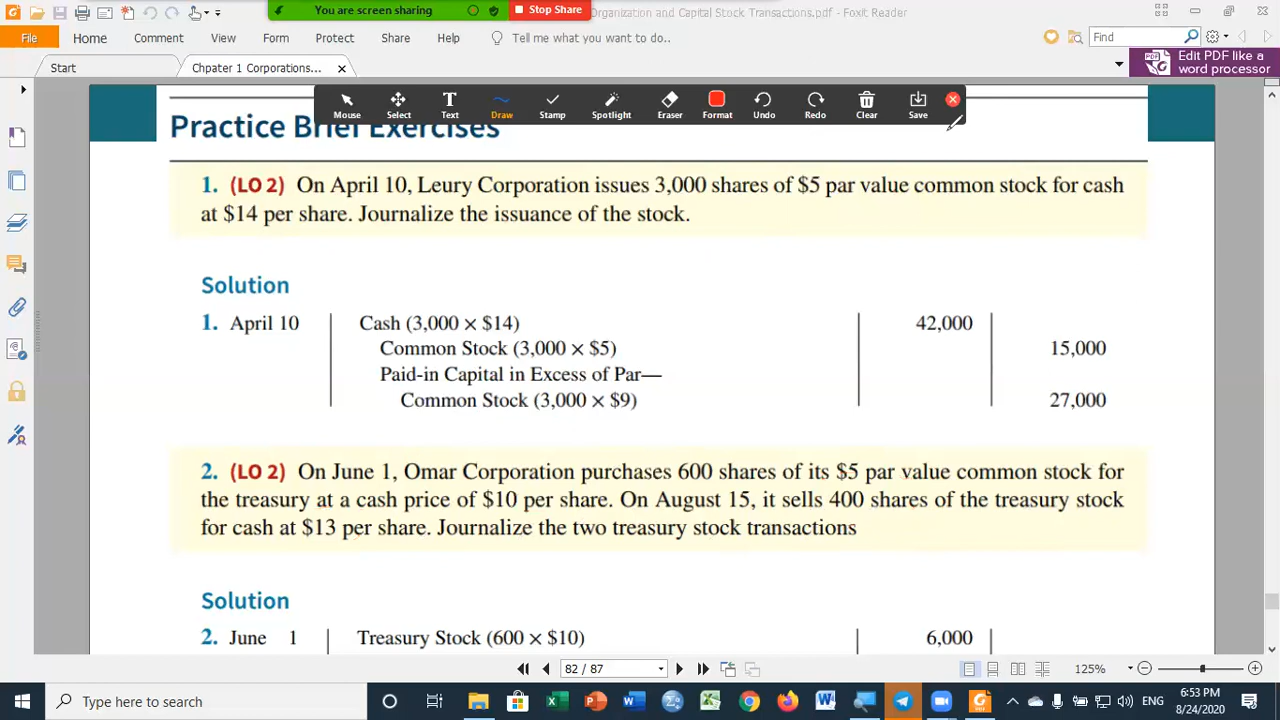 You are screen sharing
Stop Share
Organization and Capital Stock Transactions.pdf - Foxit Reader
File Home Comment View Form Protect Share Help Tell me what you want to do.. Find
Start Chpater 1 Corporations... Edit PDF like a
word processor
Mouse Select Text Draw Stamp Spotlight Eraser Format Undo Redo Clear Save
Practice Brief Exercises
1. (LO 2) On April 10, Leury Corporation issues 3,000 shares of $5 par value common stock for cash
at $14 per share. Journalize the issuance of the stock.
Solution
1. April 10 Cash (3,000 × $14) 42,000
Common Stock (3,000 × $5) 15,000
Paid-in Capital in Excess of Par—
Common Stock (3,000 × $9) 27,000
2. (LO 2) On June 1, Omar Corporation purchases 600 shares of its $5 par value common stock for
the treasury at a cash price of $10 per share. On August 15, it sells 400 shares of the treasury stock
for cash at $13 per share. Journalize the two treasury stock transactions
Solution
2. June 1 Treasury Stock (600 × $10) 6,000
82 / 87 125%
Type here to search ENG
6:53 PM
8/24/2020